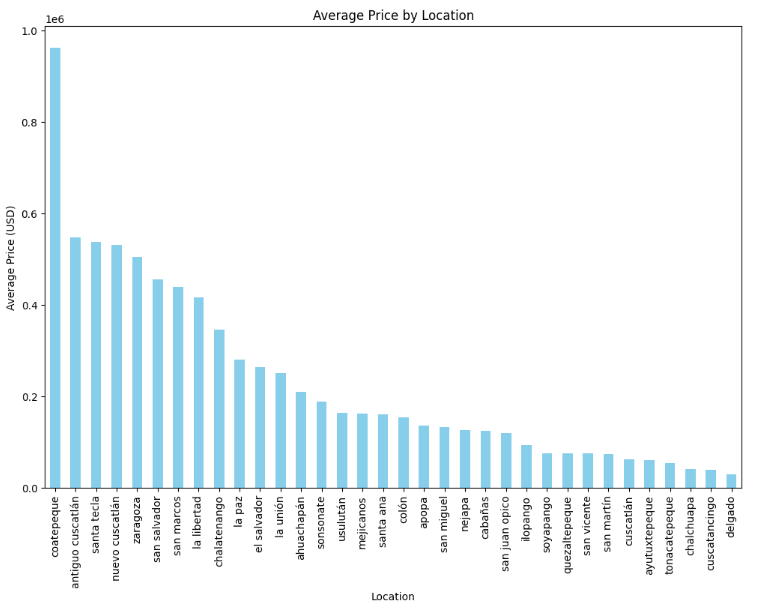 Average Price by Location
1e6
Average Price (USD)
1.0
0.8
0.6
0.4
0.2
0.0
coatepeque
antiguo cuscatlán
santa tecla
nuevo cuscatlán
zaragoza
san salvador
san marcos
la libertad
chalatenango
la paz
el salvador
la unión
ahuachapán
sonsonate
usulután
mejicanos
santa ana
colón
apopa
san miguel
nejapa
cabañas
san juan opico
ilopango
soyapango
quezaltepeque
san vicente
san martín
cuscatlán
ayutuxtepeque
tonacatepeque
chalchuapa
cuscatancingo
delgado
Location